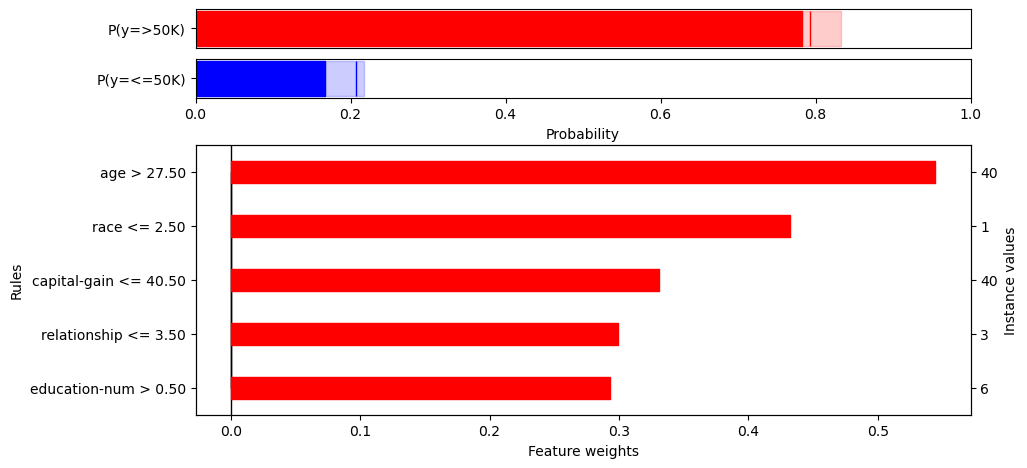 P(y=>50K)
P(y=<=50K)
0.0 0.2 0.4 0.6 0.8 1.0
Probability
age > 27.50 40
race <= 2.50 1
capital-gain <= 40.50 40
relationship <= 3.50 3
education-num > 0.50 6
Rules
Instance values
0.0 0.1 0.2 0.3 0.4 0.5
Feature weights